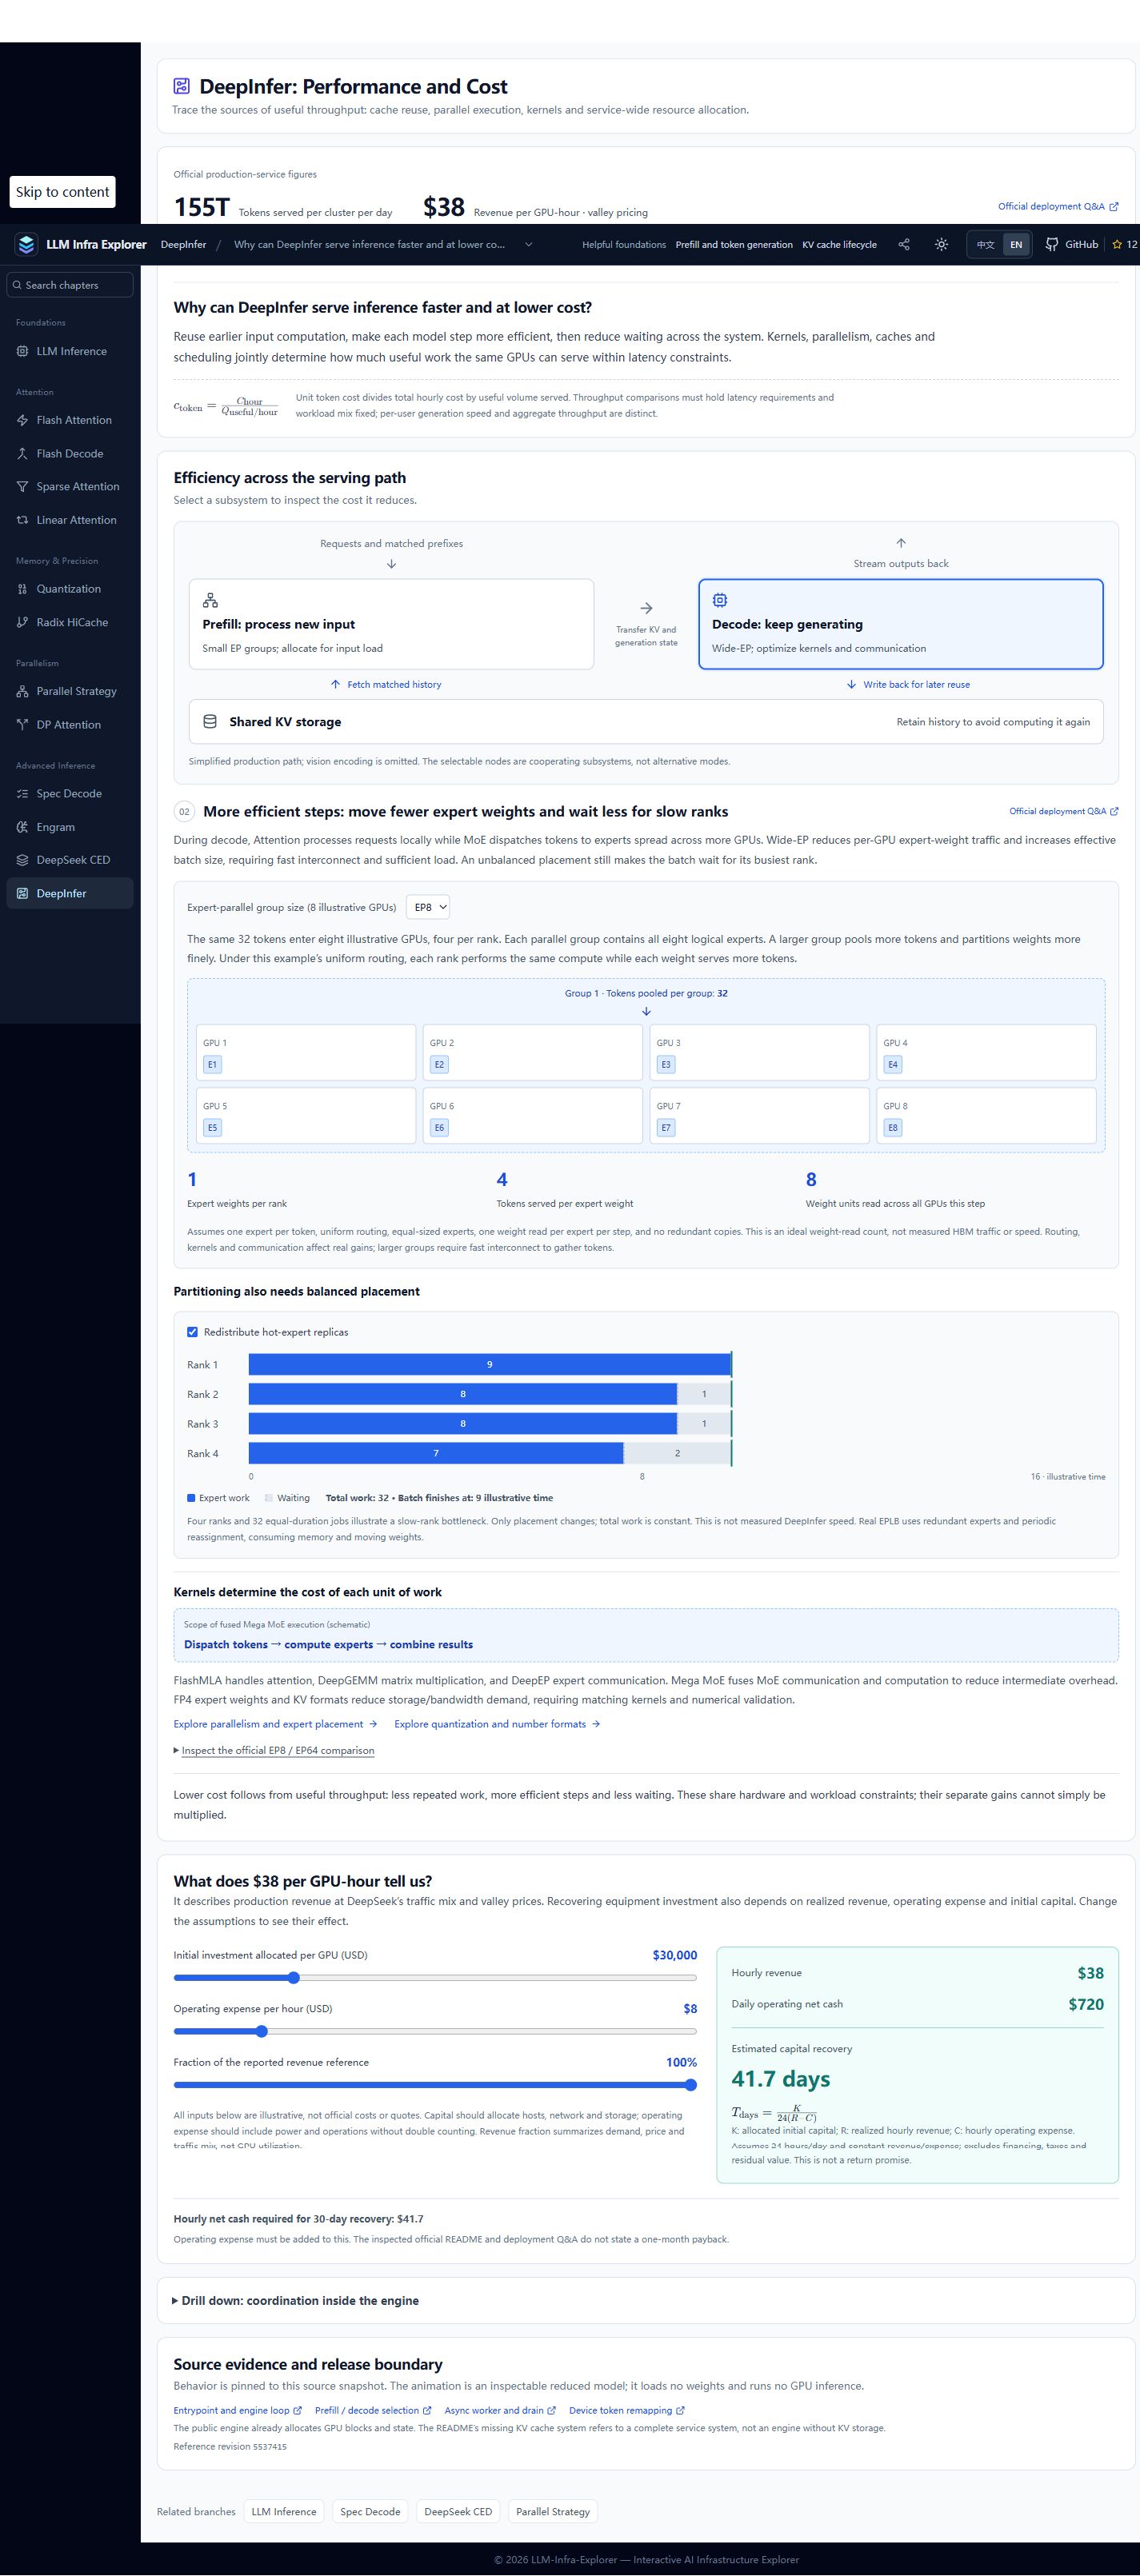 DeepInfer: Performance and Cost
Trace the sources of useful throughput: cache reuse, parallel execution, kernels and service-wide resource allocation.
Official production-service figures
155T Tokens served per cluster per day $38 Revenue per GPU-hour · valley pricing Official deployment Q&A
Skip to content
LLM Infra Explorer DeepInfer / Why can DeepInfer serve inference faster and at lower co... Helpful foundations Prefill and token generation KV cache lifecycle 中文 EN GitHub 12
Search chapters
Foundations
LLM Inference
Attention
Flash Attention
Flash Decode
Sparse Attention
Linear Attention
Memory & Precision
Quantization
Radix HiCache
Parallelism
Parallel Strategy
DP Attention
Advanced Inference
Spec Decode
Engram
DeepSeek CED
DeepInfer
Why can DeepInfer serve inference faster and at lower cost?
Reuse earlier input computation, make each model step more efficient, then reduce waiting across the system. Kernels, parallelism, caches and
scheduling jointly determine how much useful work the same GPUs can serve within latency constraints.
c_token = C_hour / Q_useful/hour
Unit token cost divides total hourly cost by useful volume served. Throughput comparisons must hold latency requirements and
workload mix fixed; per-user generation speed and aggregate throughput are distinct.
Efficiency across the serving path
Select a subsystem to inspect the cost it reduces.
Requests and matched prefixes
↓
↑
Stream outputs back
Prefill: process new input
Small EP groups; allocate for input load
→
Transfer KV and
generation state
Decode: keep generating
Wide-EP; optimize kernels and communication
↑ Fetch matched history
↓ Write back for later reuse
Shared KV storage Retain history to avoid computing it again
Simplified production path; vision encoding is omitted. The selectable nodes are cooperating subsystems, not alternative modes.
02 More efficient steps: move fewer expert weights and wait less for slow ranks Official deployment Q&A
During decode, Attention processes requests locally while MoE dispatches tokens to experts spread across more GPUs. Wide-EP reduces per-GPU expert-weight traffic and increases effective
batch size, requiring fast interconnect and sufficient load. An unbalanced placement still makes the batch wait for its busiest rank.
Expert-parallel group size (8 illustrative GPUs) EP8
The same 32 tokens enter eight illustrative GPUs, four per rank. Each parallel group contains all eight logical experts. A larger group pools more tokens and partitions weights more
finely. Under this example's uniform routing, each rank performs the same compute while each weight serves more tokens.
Group 1 · Tokens pooled per group: 32
↓
GPU 1 GPU 2 GPU 3 GPU 4
E1 E2 E3 E4
GPU 5 GPU 6 GPU 7 GPU 8
E5 E6 E7 E8
1 4 8
Expert weights per rank Tokens served per expert weight Weight units read across all GPUs this step
Assumes one expert per token, uniform routing, equal-sized experts, one weight read per expert per step, and no redundant copies. This is an ideal weight-read count, not measured HBM traffic or speed. Routing,
kernels and communication affect real gains; larger groups require fast interconnect to gather tokens.
Partitioning also needs balanced placement
Redistribute hot-expert replicas
Rank 1 9
Rank 2 8 1
Rank 3 8 1
Rank 4 7 2
0 8 16 · illustrative time
Expert work Waiting Total work: 32 • Batch finishes at: 9 illustrative time
Four ranks and 32 equal-duration jobs illustrate a slow-rank bottleneck. Only placement changes; total work is constant. This is not measured DeepInfer speed. Real EPLB uses redundant experts and periodic
reassignment, consuming memory and moving weights.
Kernels determine the cost of each unit of work
Scope of fused Mega MoE execution (schematic)
Dispatch tokens → compute experts → combine results
FlashMLA handles attention, DeepGEMM matrix multiplication, and DeepEP expert communication. Mega MoE fuses MoE communication and computation to reduce intermediate overhead.
FP4 expert weights and KV formats reduce storage/bandwidth demand, requiring matching kernels and numerical validation.
Explore parallelism and expert placement → Explore quantization and number formats →
▶ Inspect the official EP8 / EP64 comparison
Lower cost follows from useful throughput: less repeated work, more efficient steps and less waiting. These share hardware and workload constraints; their separate gains cannot simply be
multiplied.
What does $38 per GPU-hour tell us?
It describes production revenue at DeepSeek's traffic mix and valley prices. Recovering equipment investment also depends on realized revenue, operating expense and initial capital. Change
the assumptions to see their effect.
Initial investment allocated per GPU (USD) $30,000
Operating expense per hour (USD) $8
Fraction of the reported revenue reference 100%
All inputs below are illustrative, not official costs or quotes. Capital should allocate hosts, network and storage; operating
expense should include power and operations without double counting. Revenue fraction summarizes demand, price and
traffic mix, not GPU utilization.
Hourly revenue $38
Daily operating net cash $720
Estimated capital recovery
41.7 days
T_days = K / 24(R−C)
K: allocated initial capital; R: realized hourly revenue; C: hourly operating expense.
Assumes 24 hours/day and constant revenue/expense; excludes financing, taxes and
residual value. This is not a return promise.
Hourly net cash required for 30-day recovery: $41.7
Operating expense must be added to this. The inspected official README and deployment Q&A do not state a one-month payback.
▶ Drill down: coordination inside the engine
Source evidence and release boundary
Behavior is pinned to this source snapshot. The animation is an inspectable reduced model; it loads no weights and runs no GPU inference.
Entrypoint and engine loop Prefill / decode selection Async worker and drain Device token remapping
The public engine already allocates GPU blocks and state. The README's missing KV cache system refers to a complete service system, not an engine without KV storage.
Reference revision 5537415
Related branches LLM Inference Spec Decode DeepSeek CED Parallel Strategy
© 2026 LLM-Infra-Explorer — Interactive AI Infrastructure Explorer